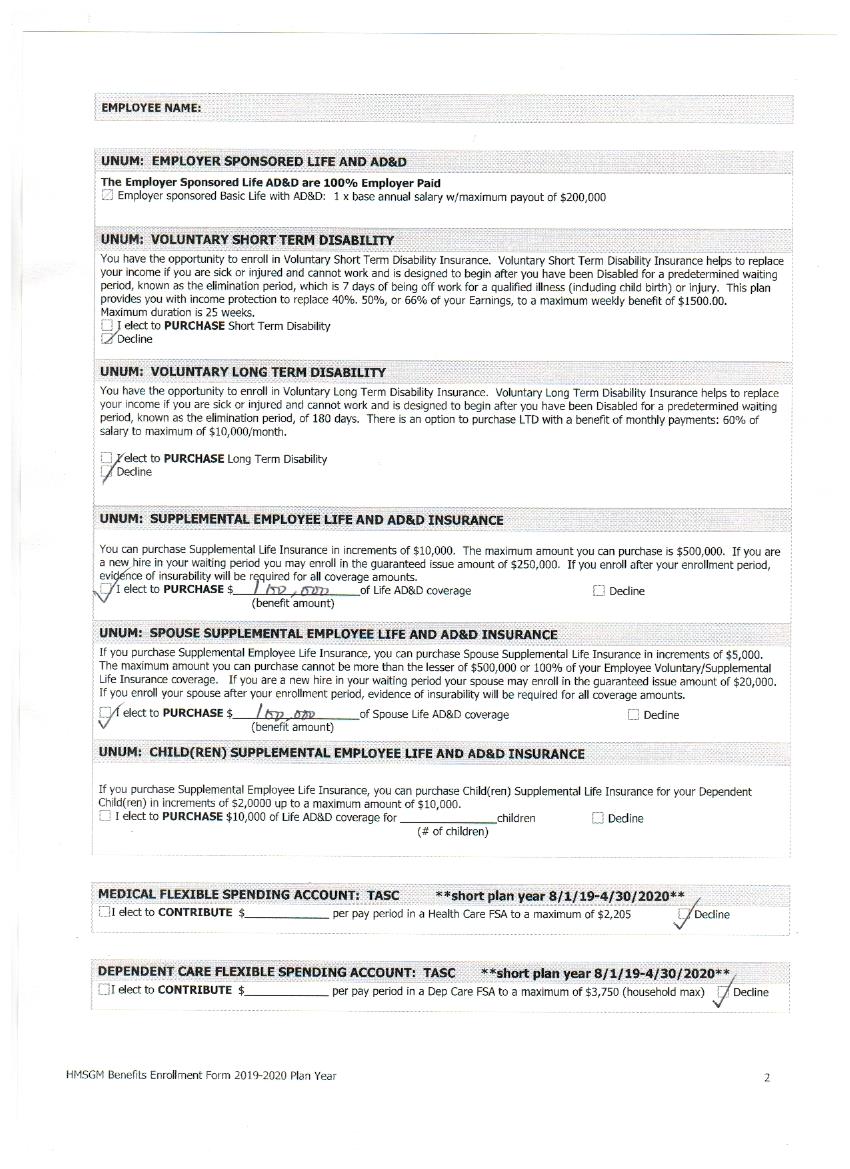 EMPLOYEE NAME:
UNUM: EMPLOYER SPONSORED LIFE AND AD&D
The Employer Sponsored Life AD&D are 100% Employer Paid
Employer sponsored Basic Life with AD&D: 1 x base annual salary w/maximum payout of $200,000
UNUM: VOLUNTARY SHORT TERM DISABILITY
You have the opportunity to enroll in Voluntary Short Term Disability Insurance. Voluntary Short Term Disability Insurance helps to replace
your income if you are sick or injured and cannot work and is designed to begin after you have been Disabled for a predetermined waiting
period, known as the elimination period, which is 7 days of being off work for a qualified illness (including child birth) or injury. This plan
provides you with income protection to replace 40%. 50%, or 66% of your Earnings, to a maximum weekly benefit of $1500.00.
Maximum duration is 25 weeks.
I elect to PURCHASE Short Term Disability
Decline
UNUM: VOLUNTARY LONG TERM DISABILITY
You have the opportunity to enroll in Voluntary Long Term Disability Insurance. Voluntary Long Term Disability Insurance helps to replace
your income if you are sick or injured and cannot work and is designed to begin after you have been Disabled for a predetermined waiting
period, known as the elimination period, of 180 days. There is an option to purchase LTD with a benefit of monthly payments: 60% of
salary to maximum of $10,000/month.
I elect to PURCHASE Long Term Disability
Decline
UNUM: SUPPLEMENTAL EMPLOYEE LIFE AND AD&D INSURANCE
You can purchase Supplemental Life Insurance in increments of $10,000. The maximum amount you can purchase is $500,000. If you are
a new hire in your waiting period you may enroll in the guaranteed issue amount of $250,000. If you enroll after your enrollment period,
evidence of insurability will be required for all coverage amounts.
I elect to PURCHASE $ 150,000 of Life AD&D coverage Decline
(benefit amount)
UNUM: SPOUSE SUPPLEMENTAL EMPLOYEE LIFE AND AD&D INSURANCE
If you purchase Supplemental Employee Life Insurance, you can purchase Spouse Supplemental Life Insurance in increments of $5,000.
The maximum amount you can purchase cannot be more than the lesser of $500,000 or 100% of your Employee Voluntary/Supplemental
Life Insurance coverage. If you are a new hire in your waiting period your spouse may enroll in the guaranteed issue amount of $20,000.
If you enroll your spouse after your enrollment period, evidence of insurability will be required for all coverage amounts.
I elect to PURCHASE $ 150,000 of Spouse Life AD&D coverage Decline
(benefit amount)
UNUM: CHILD(REN) SUPPLEMENTAL EMPLOYEE LIFE AND AD&D INSURANCE
If you purchase Supplemental Employee Life Insurance, you can purchase Child(ren) Supplemental Life Insurance for your Dependent
Child(ren) in increments of $2,0000 up to a maximum amount of $10,000.
I elect to PURCHASE $10,000 of Life AD&D coverage for ____________children Decline
(# of children)
MEDICAL FLEXIBLE SPENDING ACCOUNT: TASC **short plan year 8/1/19-4/30/2020**
I elect to CONTRIBUTE $____________ per pay period in a Health Care FSA to a maximum of $2,205 Decline
DEPENDENT CARE FLEXIBLE SPENDING ACCOUNT: TASC **short plan year 8/1/19-4/30/2020**
I elect to CONTRIBUTE $____________ per pay period in a Dep Care FSA to a maximum of $3,750 (household max) Decline
HMSGM Benefits Enrollment Form 2019-2020 Plan Year 2